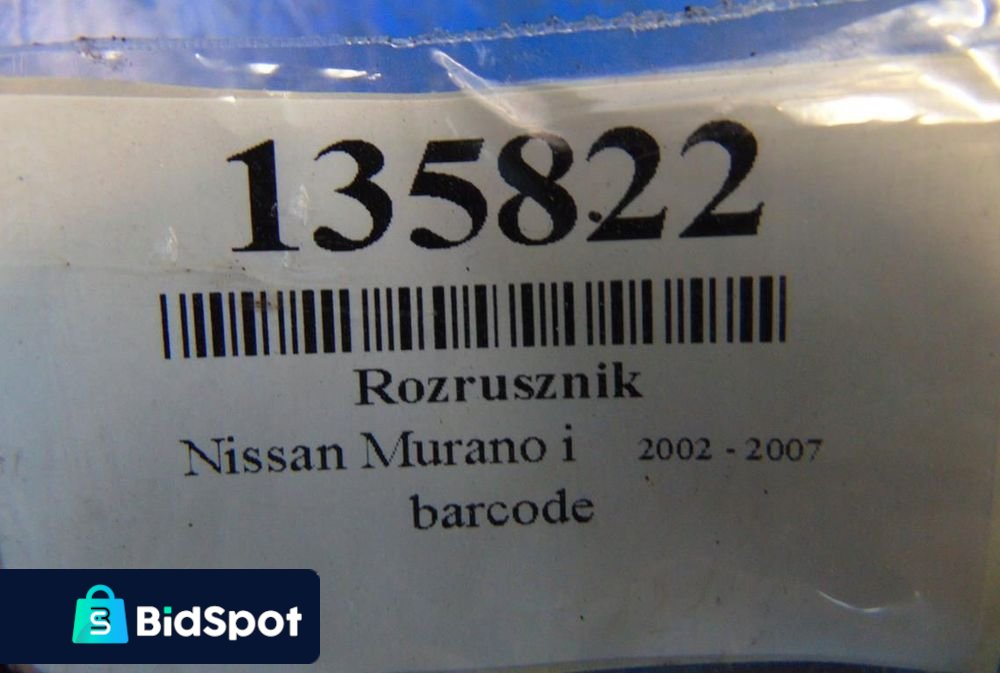 135822
Rozrusznik
Nissan Murano i 2002 - 2007
barcode
BidSpot